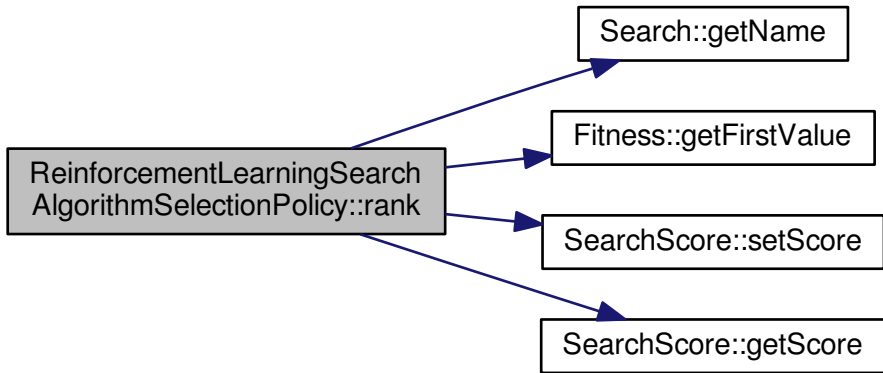 Search::getName
Fitness::getFirstValue
ReinforcementLearningSearch
AlgorithmSelectionPolicy::rank
SearchScore::setScore
SearchScore::getScore